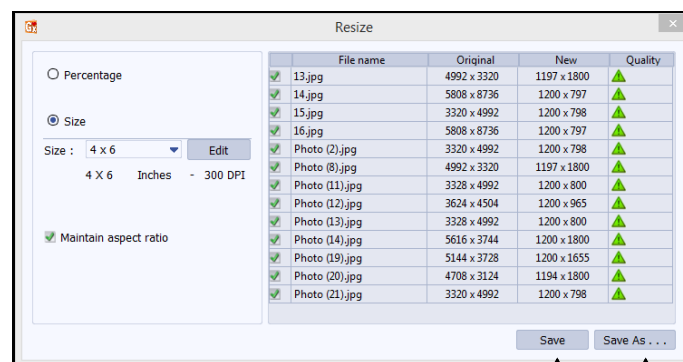 Gx
Resize
Percentage
Size
Size : 4 x 6 Edit
4 X 6 Inches - 300 DPI
Maintain aspect ratio
File name Original New Quality
13.jpg 4992 x 3320 1197 x 1800
14.jpg 5808 x 8736 1200 x 797
15.jpg 3320 x 4992 1200 x 798
16.jpg 5808 x 8736 1200 x 797
Photo (2).jpg 3320 x 4992 1200 x 798
Photo (8).jpg 4992 x 3320 1197 x 1800
Photo (11).jpg 3328 x 4992 1200 x 800
Photo (12).jpg 3624 x 4504 1200 x 965
Photo (13).jpg 3328 x 4992 1200 x 800
Photo (14).jpg 5616 x 3744 1200 x 1800
Photo (19).jpg 5144 x 3728 1200 x 1655
Photo (20).jpg 4708 x 3124 1194 x 1800
Photo (21).jpg 3320 x 4992 1200 x 798
Save Save As . . .